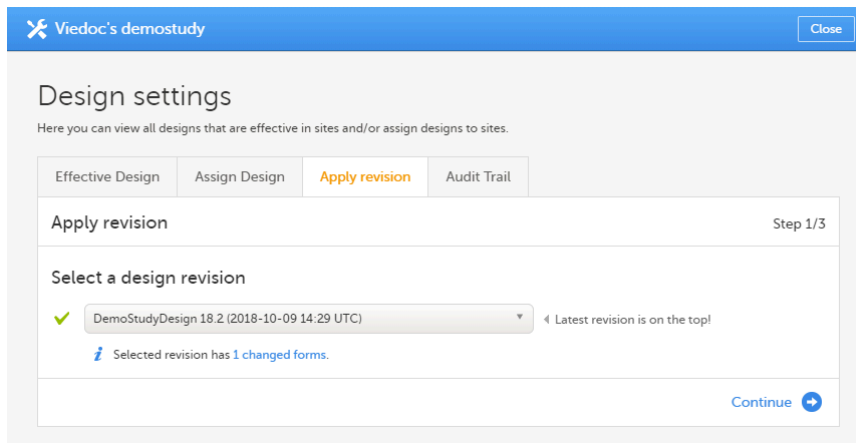 Viedoc's demostudy
Close
Design settings
Here you can view all designs that are effective in sites and/or assign designs to sites.
Effective Design
Assign Design
Apply revision
Audit Trail
Apply revision
Step 1/3
Select a design revision
DemoStudyDesign 18.2 (2018-10-09 14:29 UTC)
Latest revision is on the top!
Selected revision has 1 changed forms.
Continue